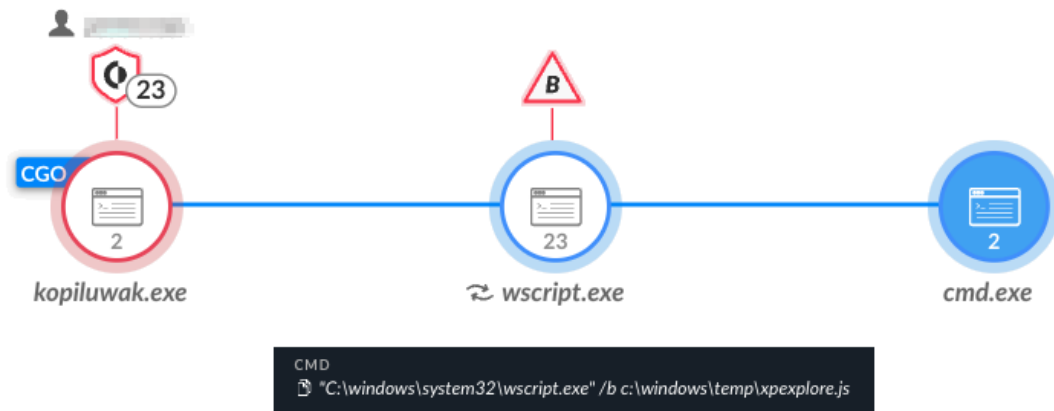 23
B
CGO
2
23
2
kopiluwak.exe
wscript.exe
cmd.exe
CMD
"C:\windows\system32\wscript.exe" /b c:\windows\temp\xpexplore.js